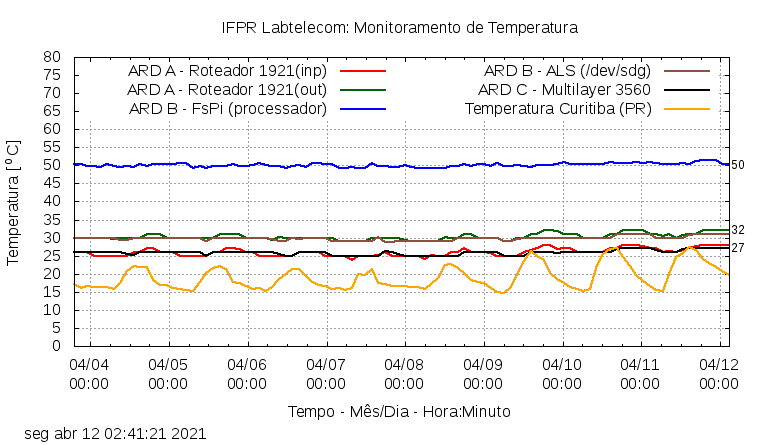 IFPR Labtelecom: Monitoramento de Temperatura
ARD A - Roteador 1921(inp)
ARD A - Roteador 1921(out)
ARD B - FsPi (processador)
ARD B - ALS (/dev/sdg)
ARD C - Multilayer 3560
Temperatura Curitiba (PR)
Temperatura [ °C]
80
75
70
65
60
55
50
45
40
35
30
25
20
15
10
5
0
50
32
27
04/04 04/05 04/06 04/07 04/08 04/09 04/10 04/11 04/12
00:00 00:00 00:00 00:00 00:00 00:00 00:00 00:00 00:00
Tempo - Mês/Dia - Hora:Minuto
seg abr 12 02:41:21 2021